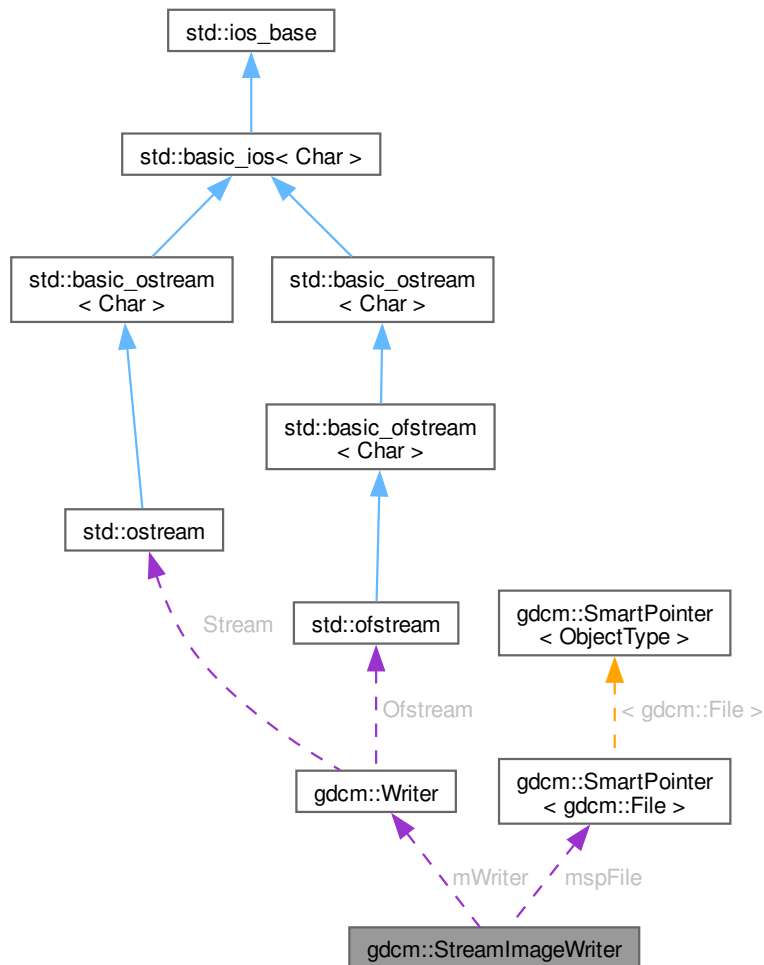 std::ios_base
std::basic_ios< Char >
std::basic_ostream
< Char >
std::basic_ostream
< Char >
std::basic_ofstream
< Char >
std::ostream
std::ofstream
gdcm::SmartPointer
< ObjectType >
Stream
Ofstream
< gdcm::File >
gdcm::Writer
gdcm::SmartPointer
< gdcm::File >
mWriter
mspFile
gdcm::StreamImageWriter